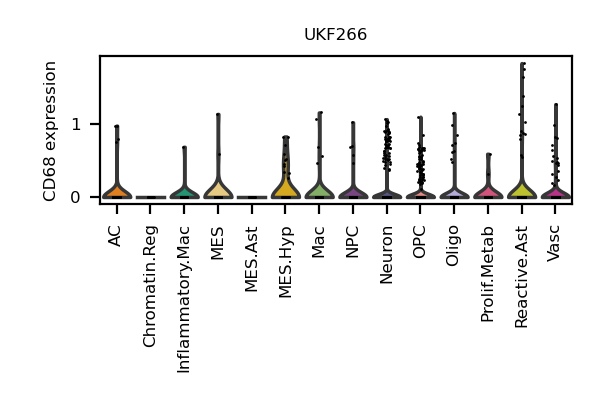 UKF266
CD68 expression
1
0
AC
Chromatin.Reg
Inflammatory.Mac
MES
MES.Ast
MES.Hyp
Mac
NPC
Neuron
OPC
Oligo
Prolif.Metab
Reactive.Ast
Vasc